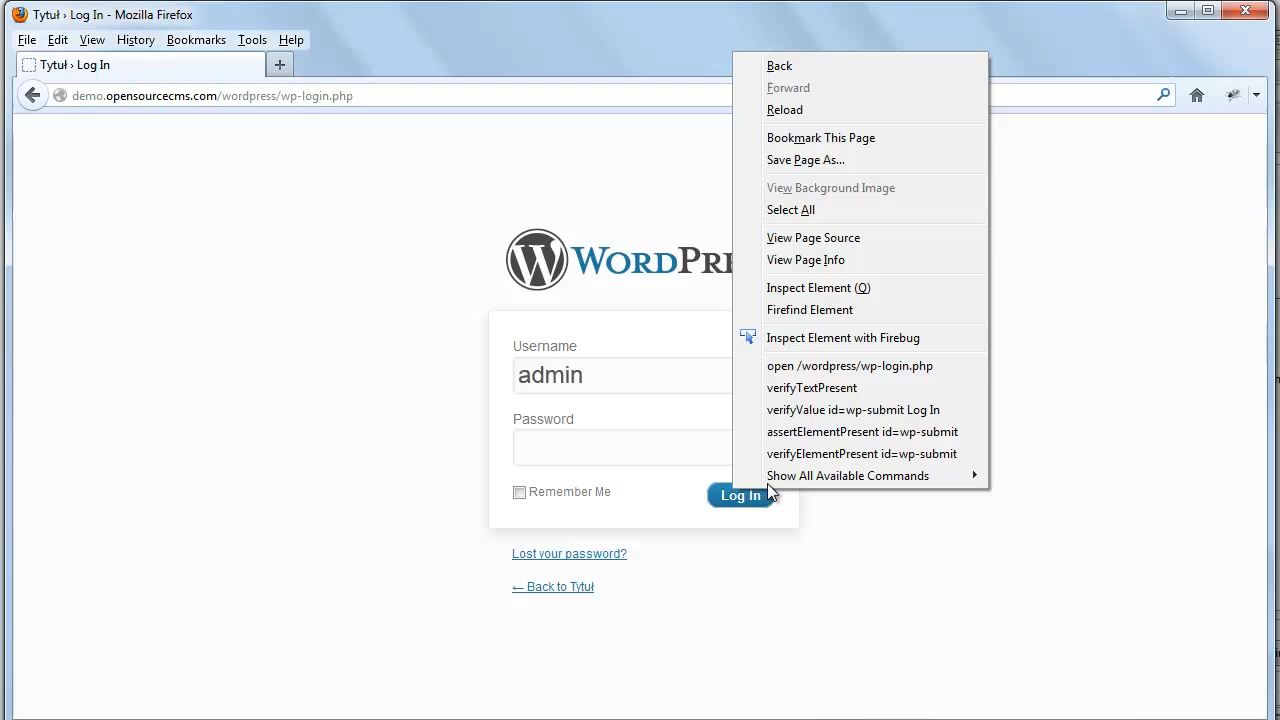 Tytuł › Log In - Mozilla Firefox
File Edit View History Bookmarks Tools Help
Tytuł › Log In
demo.opensourcecms.com/wordpress/wp-login.php
Back
Forward
Reload
Bookmark This Page
Save Page As...
View Background Image
Select All
View Page Source
View Page Info
Inspect Element (Q)
Firefind Element
Inspect Element with Firebug
open /wordpress/wp-login.php
verifyTextPresent
verifyValue id=wp-submit Log In
assertElementPresent id=wp-submit
verifyElementPresent id=wp-submit
Show All Available Commands
WORDPRE
Username
admin
Password
Remember Me
Log In
Lost your password?
← Back to Tytuł